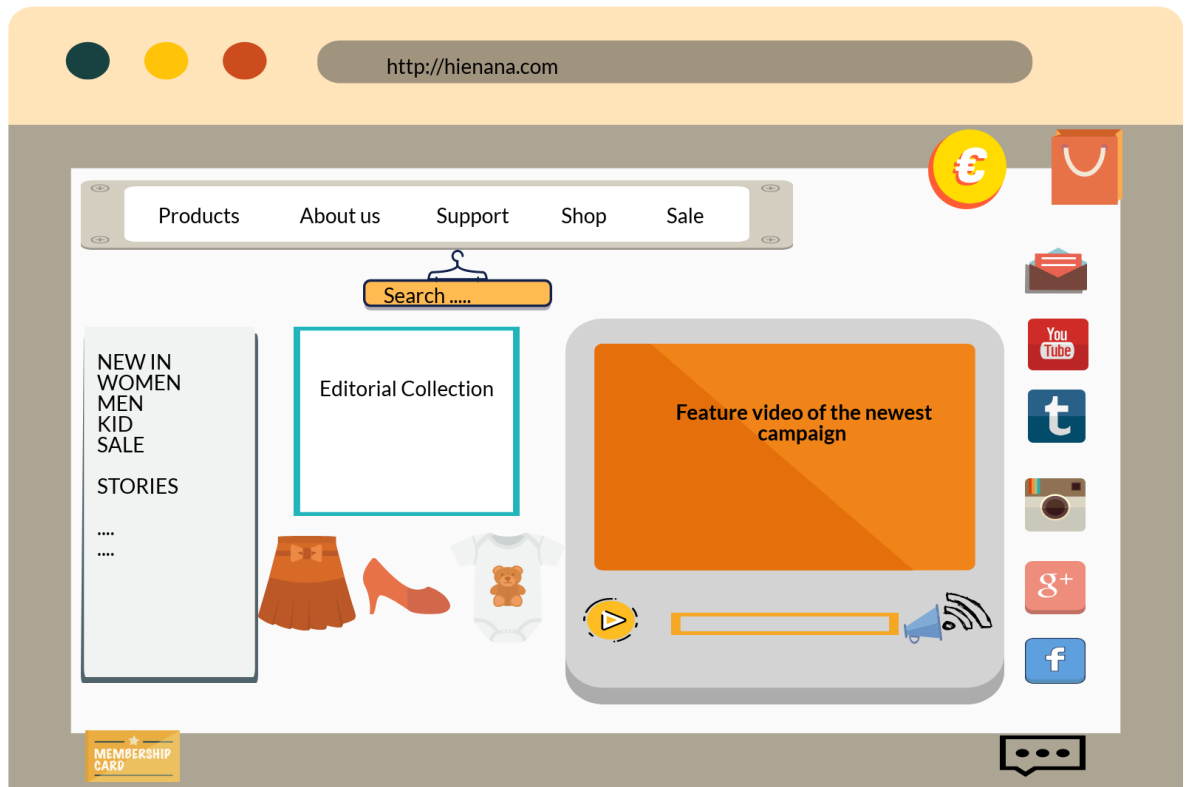 http://hienana.com
€
Products About us Support Shop Sale
Search .....
NEW IN
WOMEN
MEN
KID
SALE
STORIES
....
....
Editorial Collection
Feature video of the newest
campaign
You
Tube
t
g+
f
MEMBERSHIP
CARD